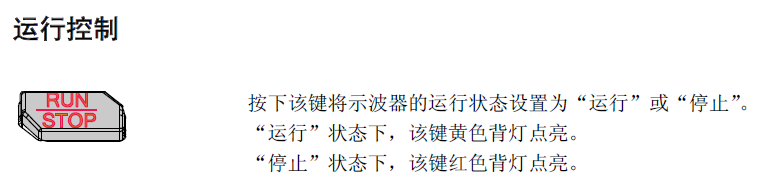 运行控制
RUN
STOP
按下该键将示波器的运行状态设置为“运行”或“停止”。
“运行”状态下，该键黄色背灯点亮。
“停止”状态下，该键红色背灯点亮。